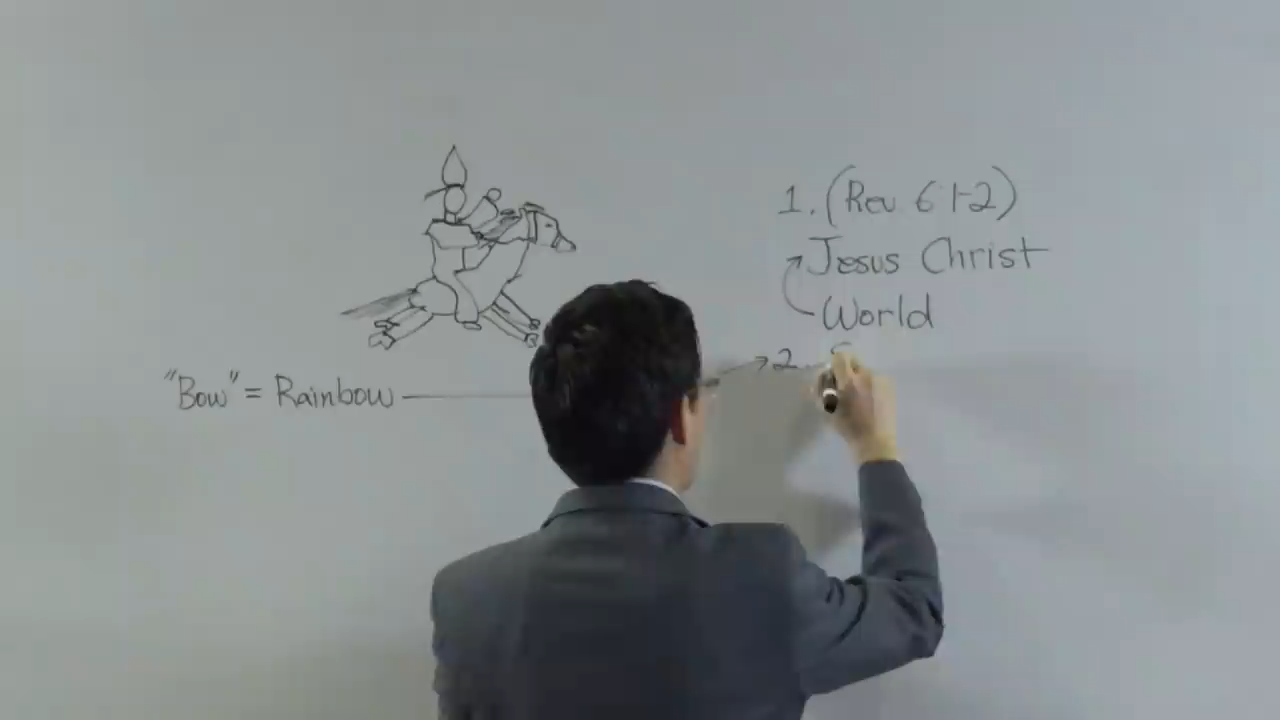 1. (Rev 6 1-2)
Jesus Christ
World
2.
"Bow" = Rainbow